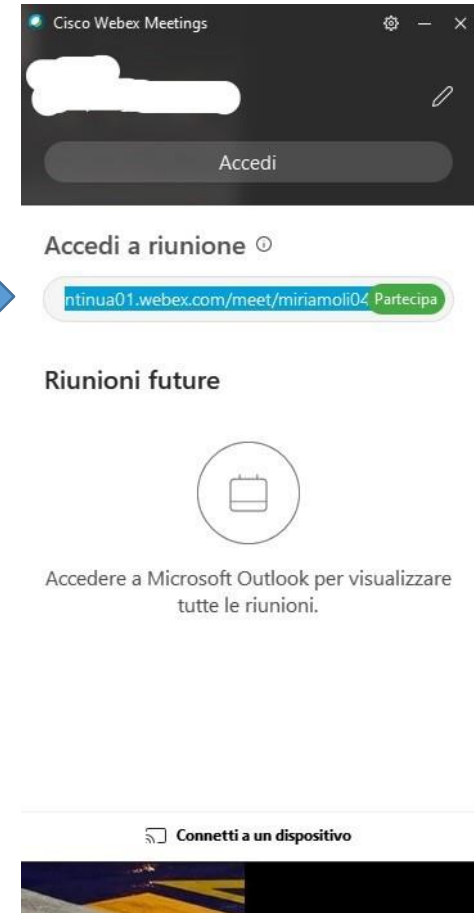 Cisco Webex Meetings
Accedi
Accedi a riunione
ntinua01.webex.com/meet/miriamoli04 Partecipa
Riunioni future
Accedere a Microsoft Outlook per visualizzare
tutte le riunioni.
Connetti a un dispositivo